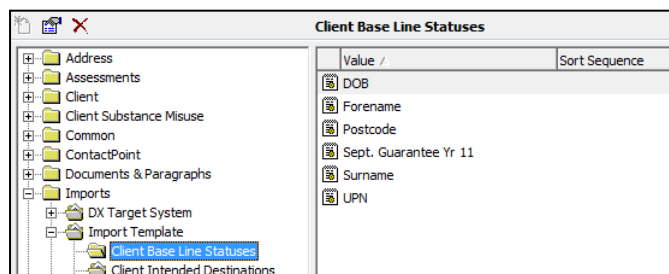 Client Base Line Statuses
Address
Assessments
Client
Client Substance Misuse
Common
ContactPoint
Documents & Paragraphs
Imports
DX Target System
Import Template
Client Base Line Statuses
Client Intended Destinations
Value / Sort Sequence
DOB
Forename
Postcode
Sept. Guarantee Yr 11
Surname
UPN